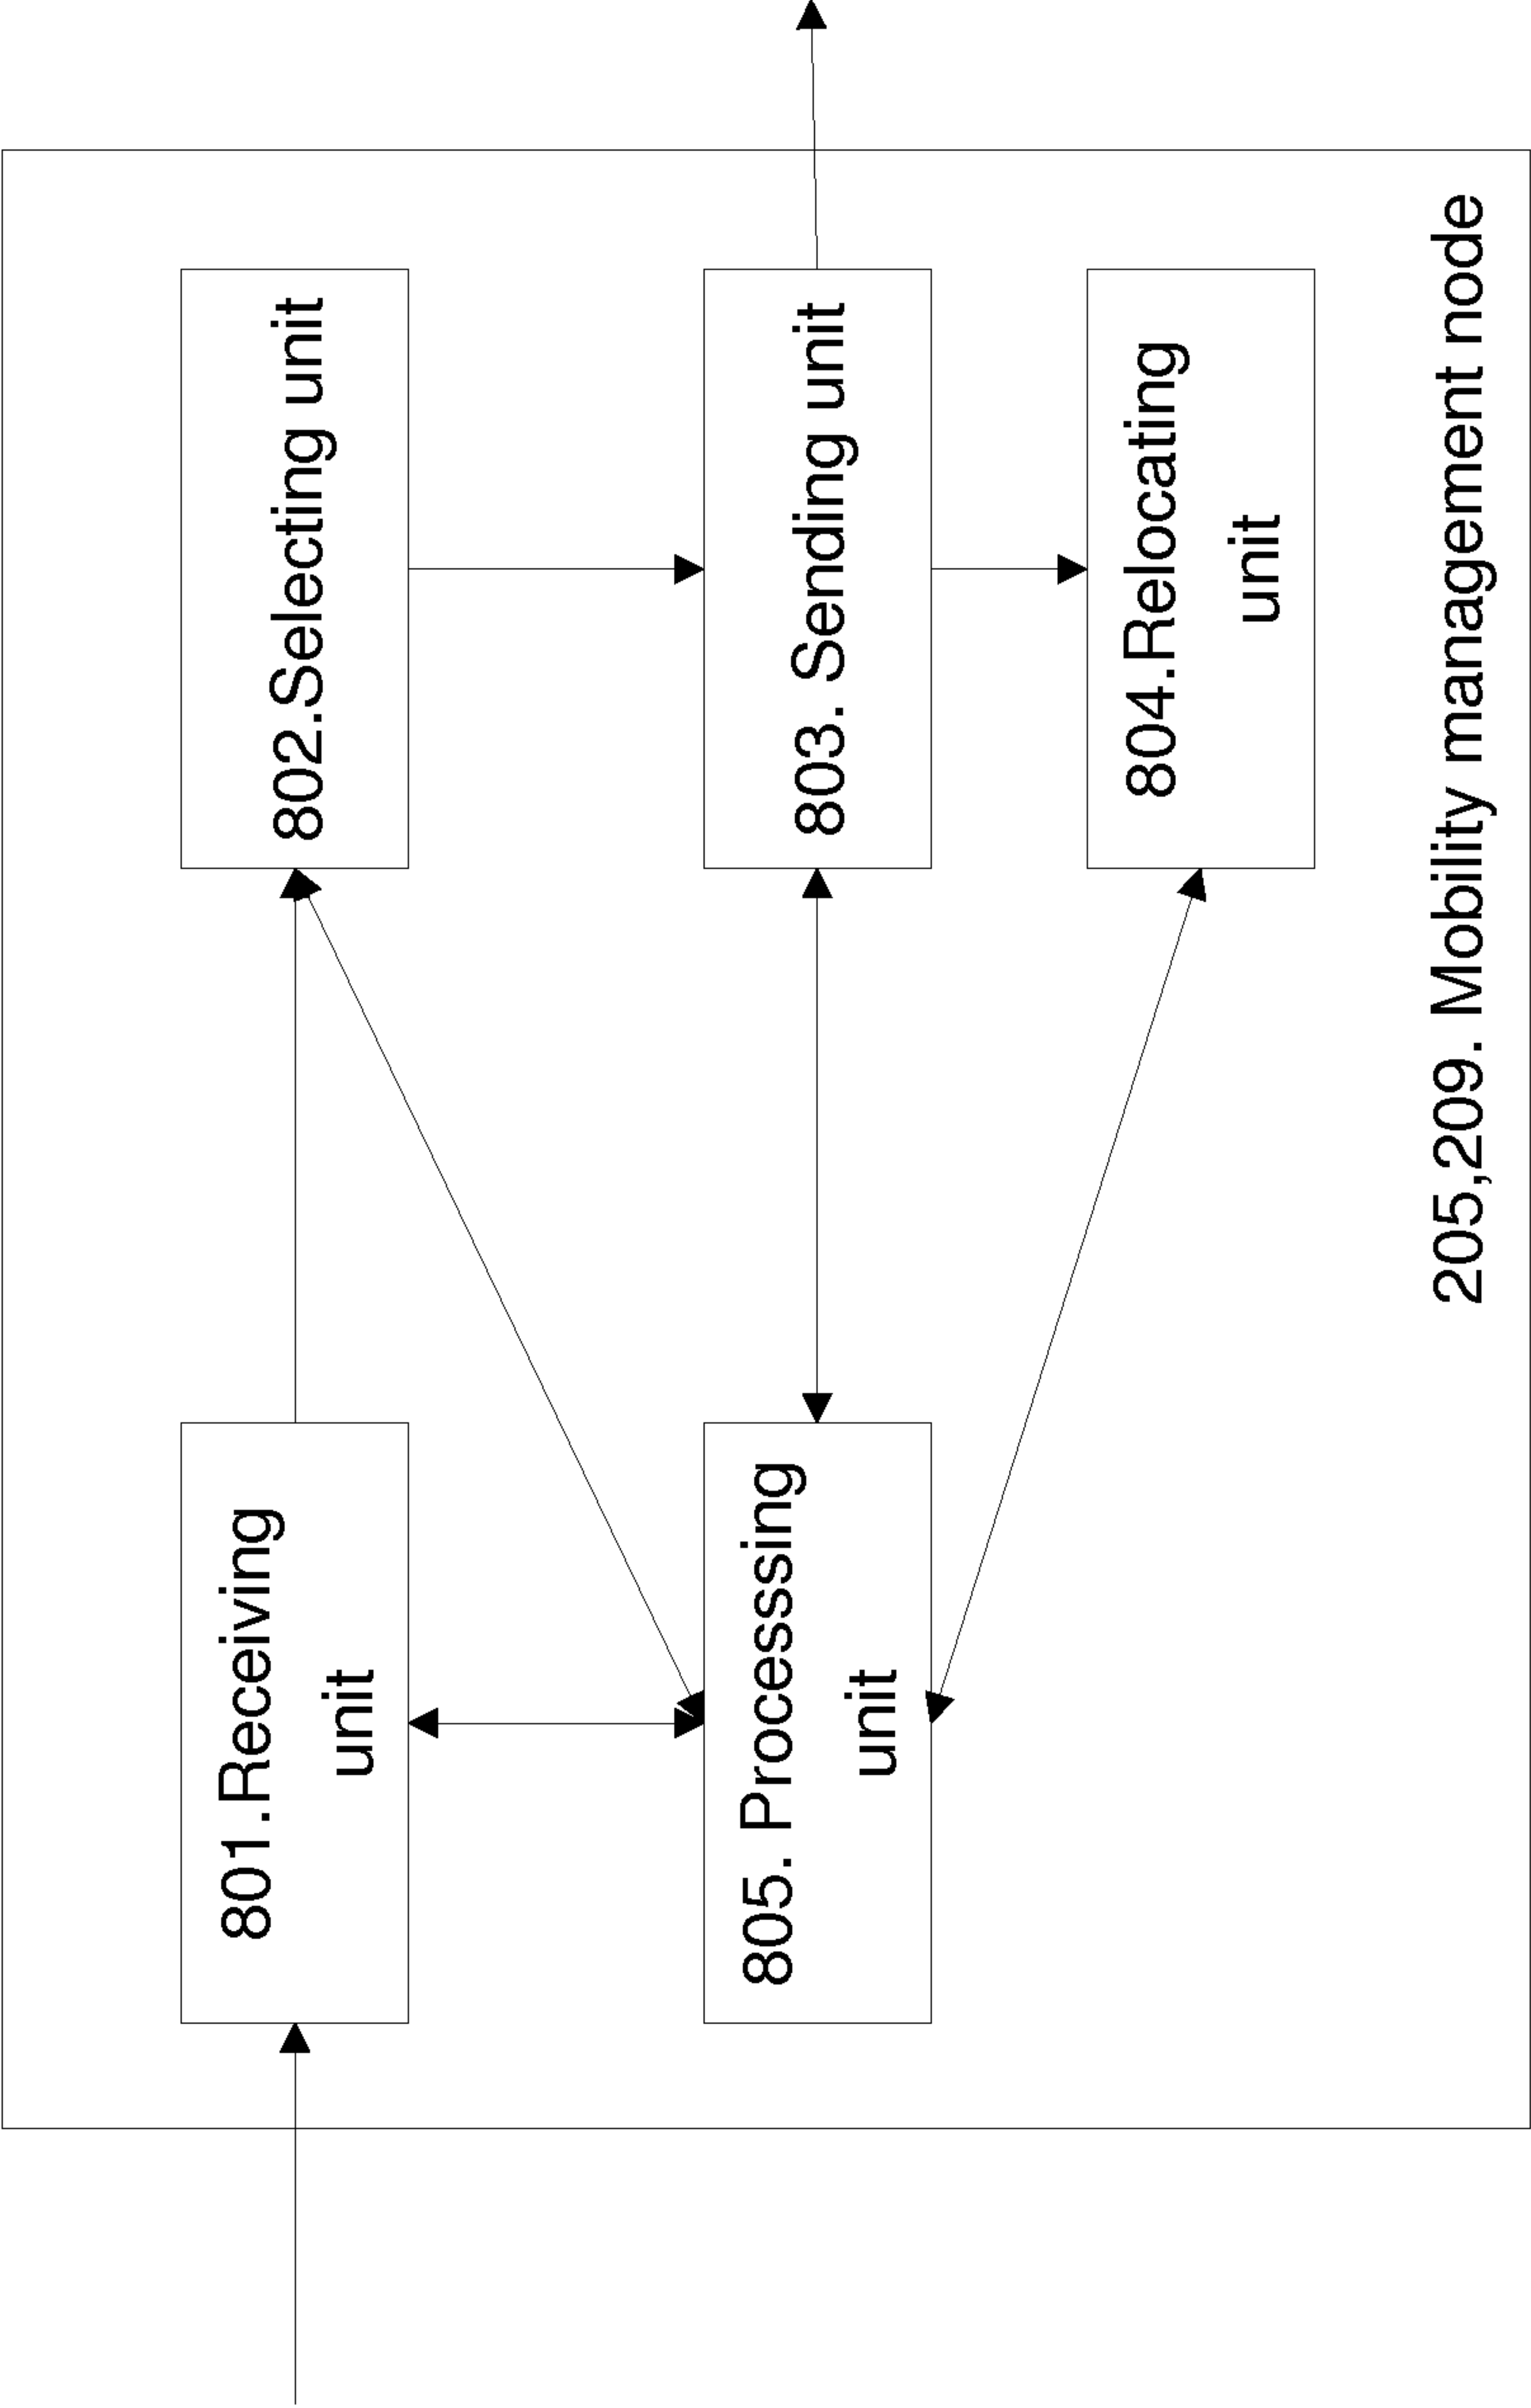 801.Receiving
unit
802.Selecting unit
805. Processing
unit
803. Sending unit
804.Relocating
unit
205,209. Mobility management node